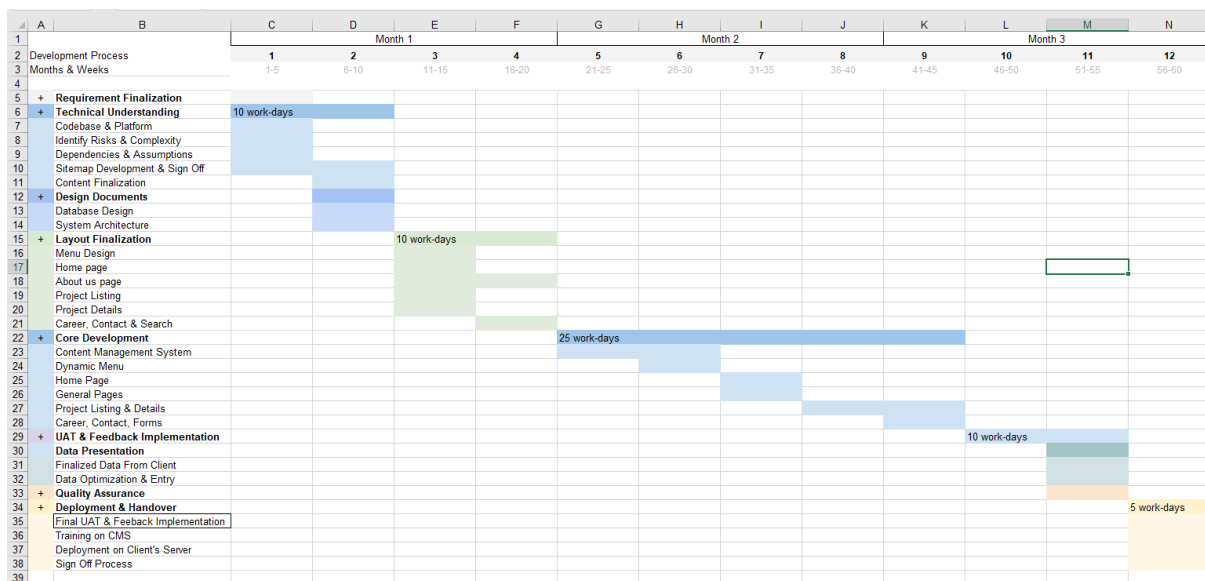 A B C D E F G H I J K L M N
1 Month 1 Month 2 Month 3
2 Development Process 1 2 3 4 5 6 7 8 9 10 11 12
3 Months & Weeks 1-5 6-10 11-15 16-20 21-25 26-30 31-35 36-40 41-45 46-50 51-55 56-60
4
5 + Requirement Finalization
6 + Technical Understanding 10 work-days
7 Codebase & Platform
8 Identify Risks & Complexity
9 Dependencies & Assumptions
10 Sitemap Development & Sign Off
11 Content Finalization
12 + Design Documents
13 Database Design
14 System Architecture
15 + Layout Finalization 10 work-days
16 Menu Design
17 Home page
18 About us page
19 Project Listing
20 Project Details
21 Career, Contact & Search
22 + Core Development 25 work-days
23 Content Management System
24 Dynamic Menu
25 Home Page
26 General Pages
27 Project Listing & Details
28 Career, Contact, Forms
29 + UAT & Feedback Implementation 10 work-days
30 Data Presentation
31 Finalized Data From Client
32 Data Optimization & Entry
33 + Quality Assurance
34 + Deployment & Handover 5 work-days
35 Final UAT & Feeback Implementation
36 Training on CMS
37 Deployment on Client's Server
38 Sign Off Process
39